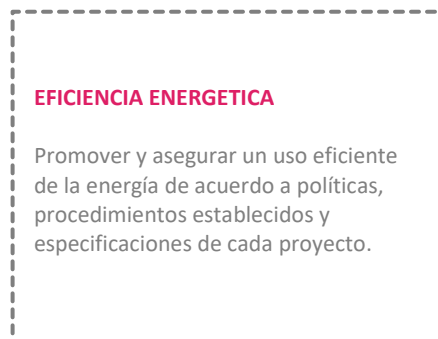 EFICIENCIA ENERGETICA
Promover y asegurar un uso eficiente
de la energía de acuerdo a políticas,
procedimientos establecidos y
especificaciones de cada proyecto.